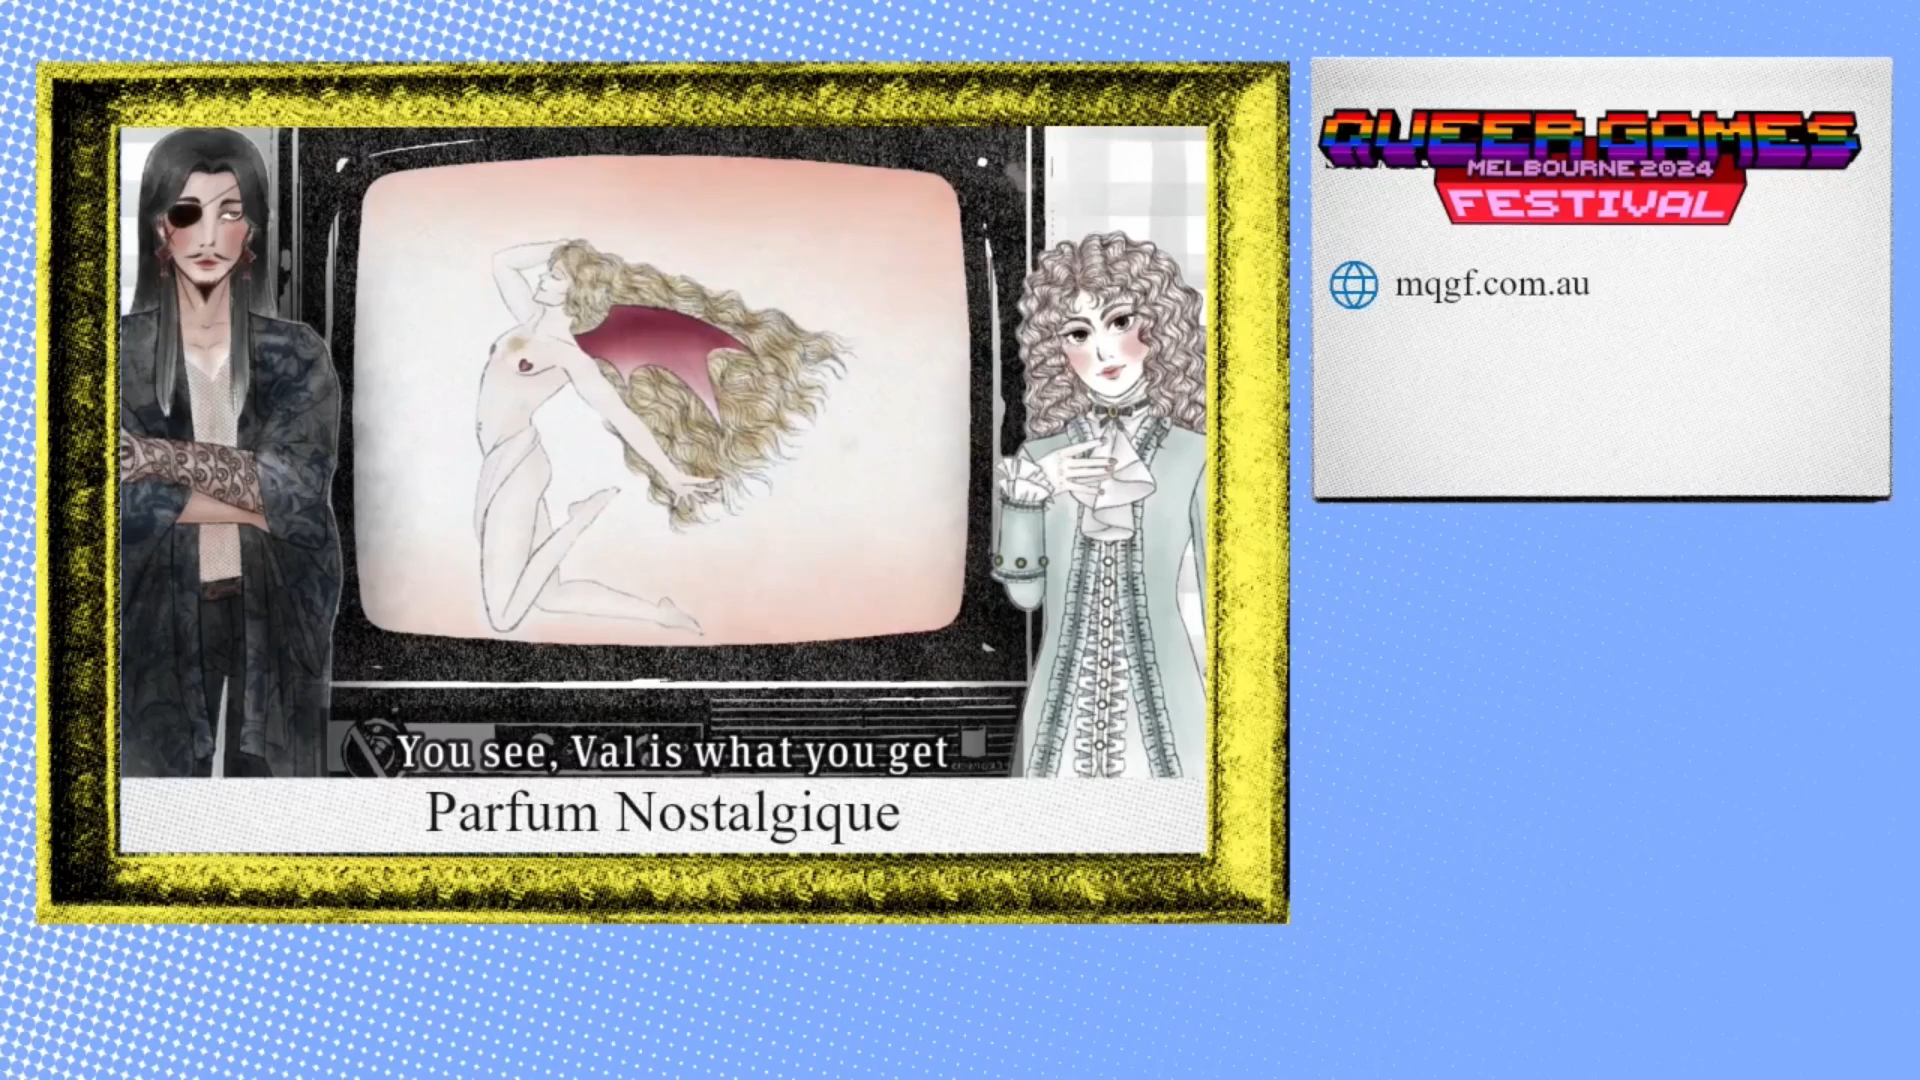 You see, Val is what you get
Parfum Nostalgique
QUEER GAMES
MELBOURNE 2024
FESTIVAL
mqgf.com.au